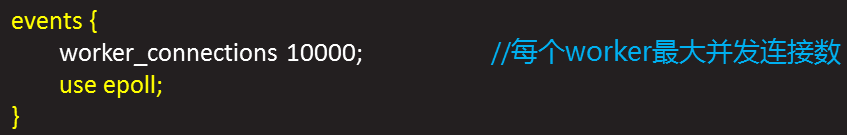 events {
worker_connections 10000; //每个worker最大并发连接数
use epoll;
}